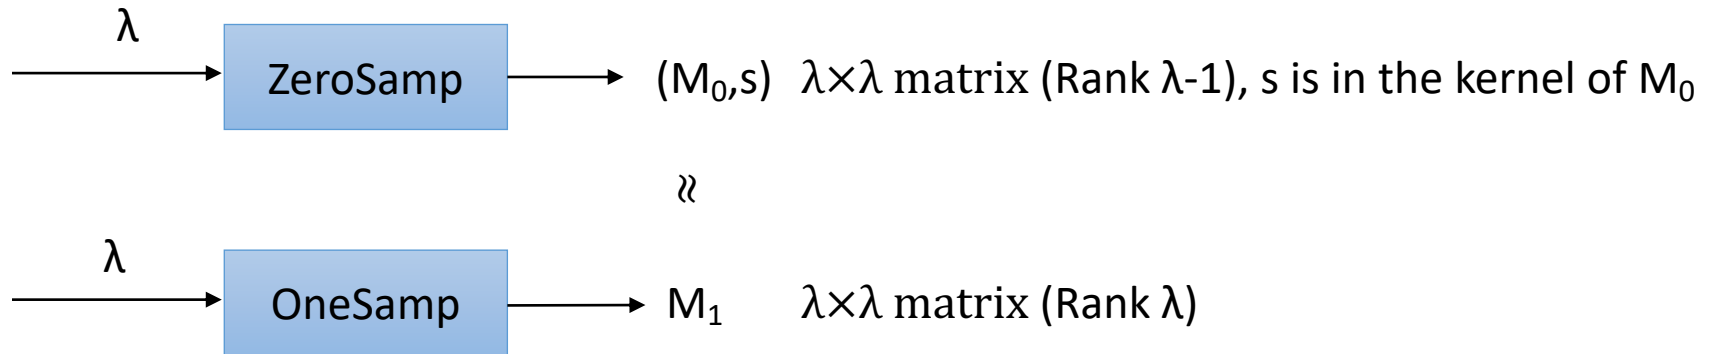 λ
ZeroSamp (M₀,s) λ×λ matrix (Rank λ-1), s is in the kernel of M₀
≈
λ
OneSamp M₁ λ×λ matrix (Rank λ)